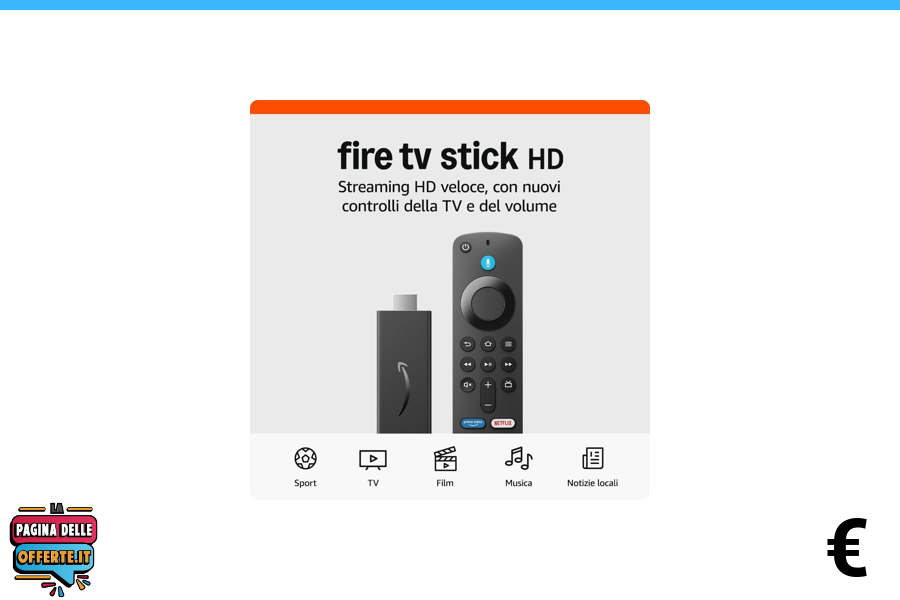 fire tv stick HD
Streaming HD veloce, con nuovi
controlli della TV e del volume
prime video
NETFLIX
Sport
TV
Film
Musica
Notizie locali
LA
PAGINA DELLE
OFFERTE.IT
€